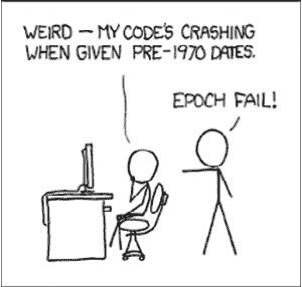 WEIRD — MY CODE'S CRASHING
WHEN GIVEN PRE-1970 DATES.
EPOCH FAIL!